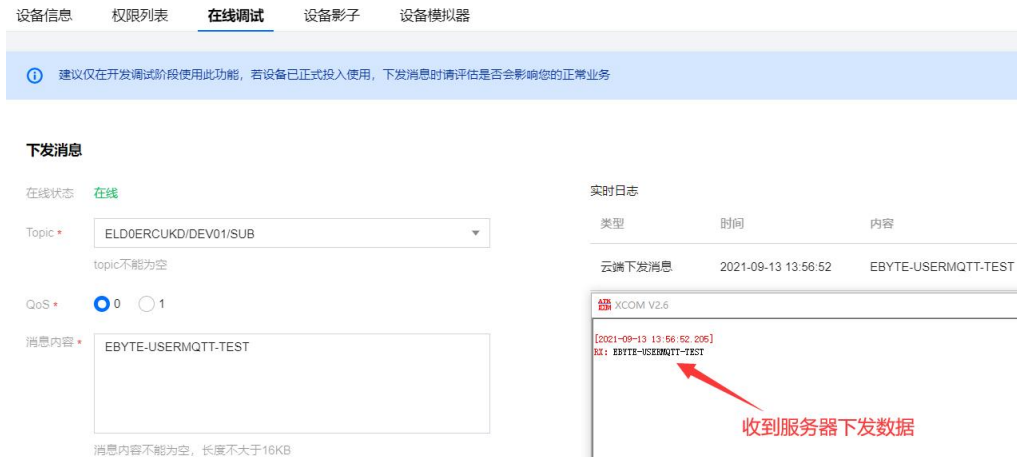 设备信息 权限列表 在线调试 设备影子 设备模拟器
建议仅在开发调试阶段使用此功能，若设备已正式投入使用，下发消息时请评估是否会影响您的正常业务
下发消息
在线状态 在线
Topic * ELD0ERCUKD/DEV01/SUB
topic不能为空
QoS * 0 1
消息内容 * EBYTE-USERMQTT-TEST
消息内容不能为空，长度不大于16KB
实时日志
类型 时间 内容
云端下发消息 2021-09-13 13:56:52 EBYTE-USERMQTT-TEST
XCOM V2.6
[2021-09-13 13:56:52.205]
RX: EBYTE-USERMQTT-TEST
收到服务器下发数据